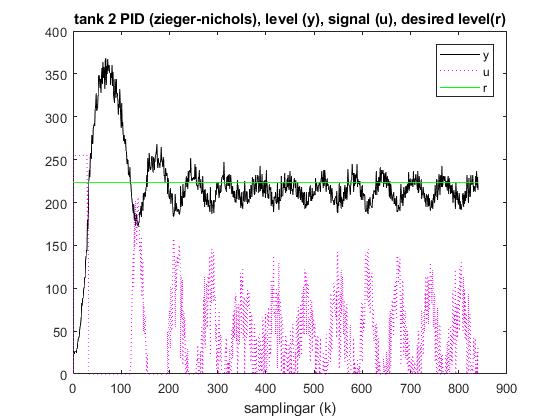 tank 2 PID (zieger-nichols), level (y), signal (u), desired level(r)
400
350
300
250
200
150
100
50
0
y
u
r
0 100 200 300 400 500 600 700 800 900
samplingar (k)